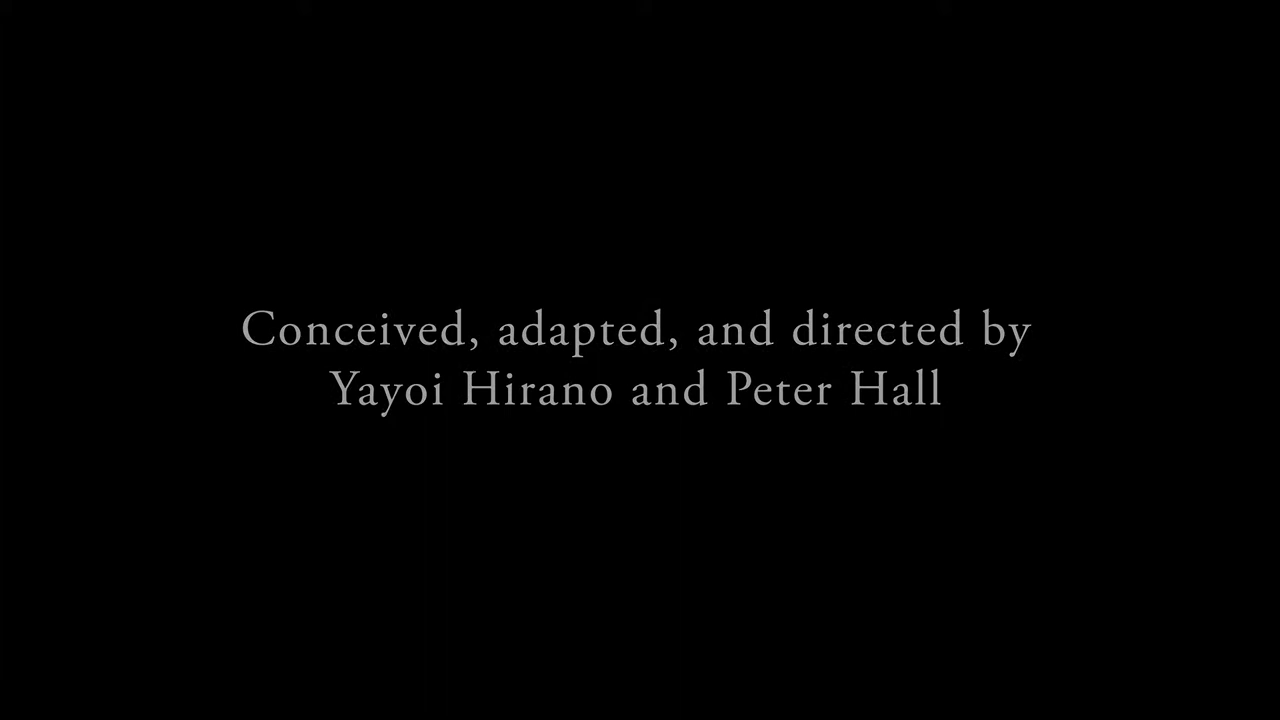 Conceived, adapted, and directed by
Yayoi Hirano and Peter Hall